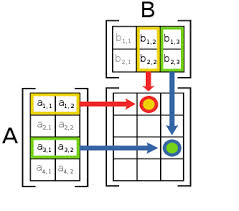 B
b1,1 b1,2 b1,3
b2,1 b2,2 b2,3
A
a1,1 a1,2
a2,1 a2,2
a3,1 a3,2
a4,1 a4,2